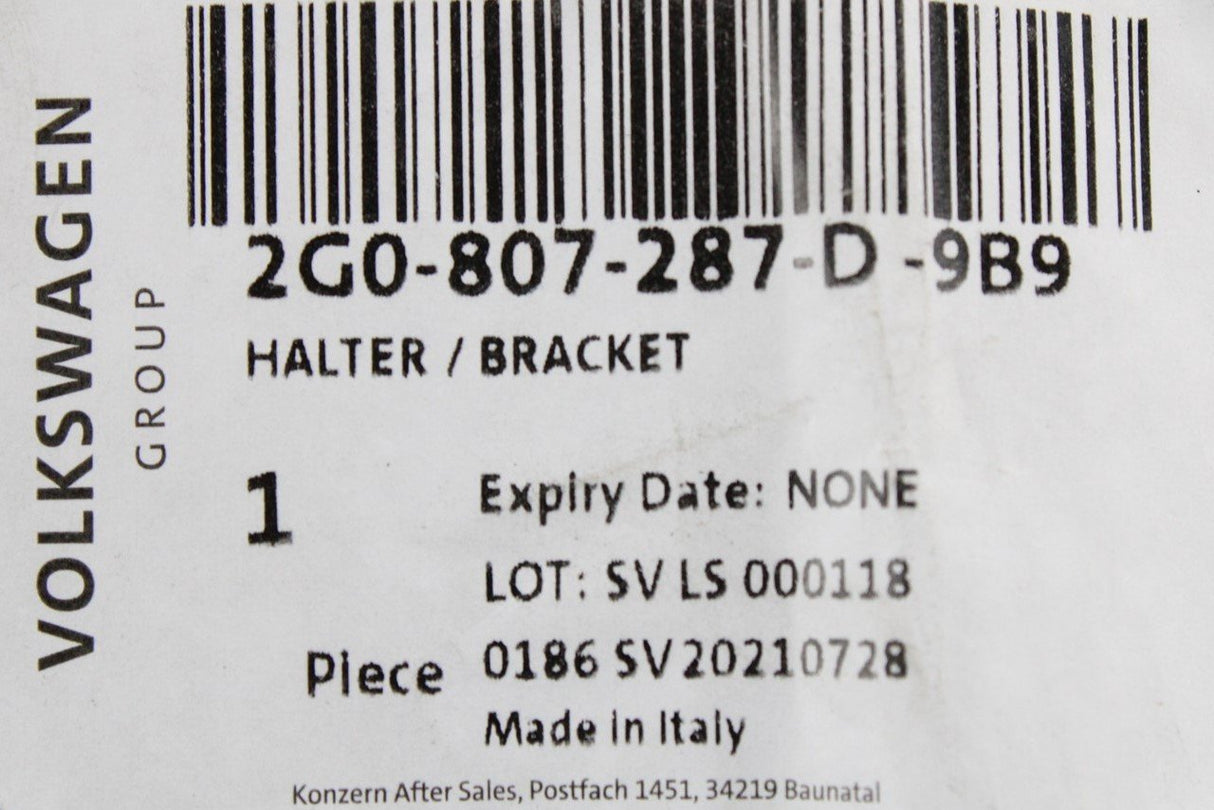 VOLKSWAGEN
GROUP
2G0-807-287-D -9B9
HALTER / BRACKET
1
Piece
Expiry Date: NONE
LOT: SV LS 000118
0186 SV20210728
Made in Italy
Konzern After Sales, Postfach 1451, 34219 Baunatal